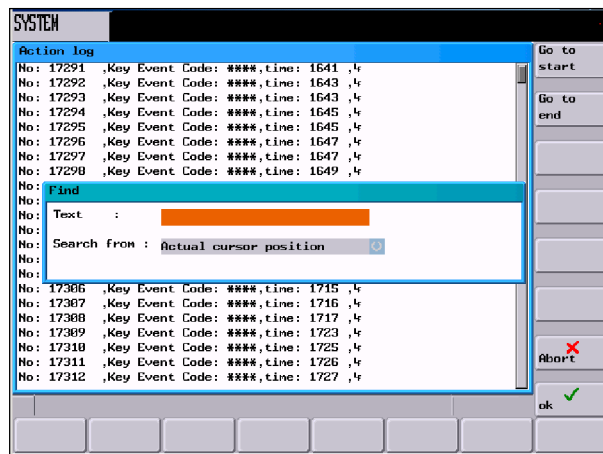 SYSTEM
Action log
No: 17291 ,Key Event Code: ****,time: 1641 ,
No: 17292 ,Key Event Code: ****,time: 1643 ,
No: 17293 ,Key Event Code: ****,time: 1643 ,
No: 17294 ,Key Event Code: ****,time: 1645 ,
No: 17295 ,Key Event Code: ****,time: 1645 ,
No: 17296 ,Key Event Code: ****,time: 1647 ,
No: 17297 ,Key Event Code: ****,time: 1647 ,
No: 17298 ,Key Event Code: ****,time: 1649 ,
No:
Find
No:
Text :
No:
No:
Search from : Actual cursor position
No:
No:
No: 17306 ,Key Event Code: ****,time: 1715 ,
No: 17307 ,Key Event Code: ****,time: 1716 ,
No: 17308 ,Key Event Code: ****,time: 1717 ,
No: 17309 ,Key Event Code: ****,time: 1723 ,
No: 17310 ,Key Event Code: ****,time: 1725 ,
No: 17311 ,Key Event Code: ****,time: 1726 ,
No: 17312 ,Key Event Code: ****,time: 1727 ,
Go to
start
Go to
end
Abort
ok